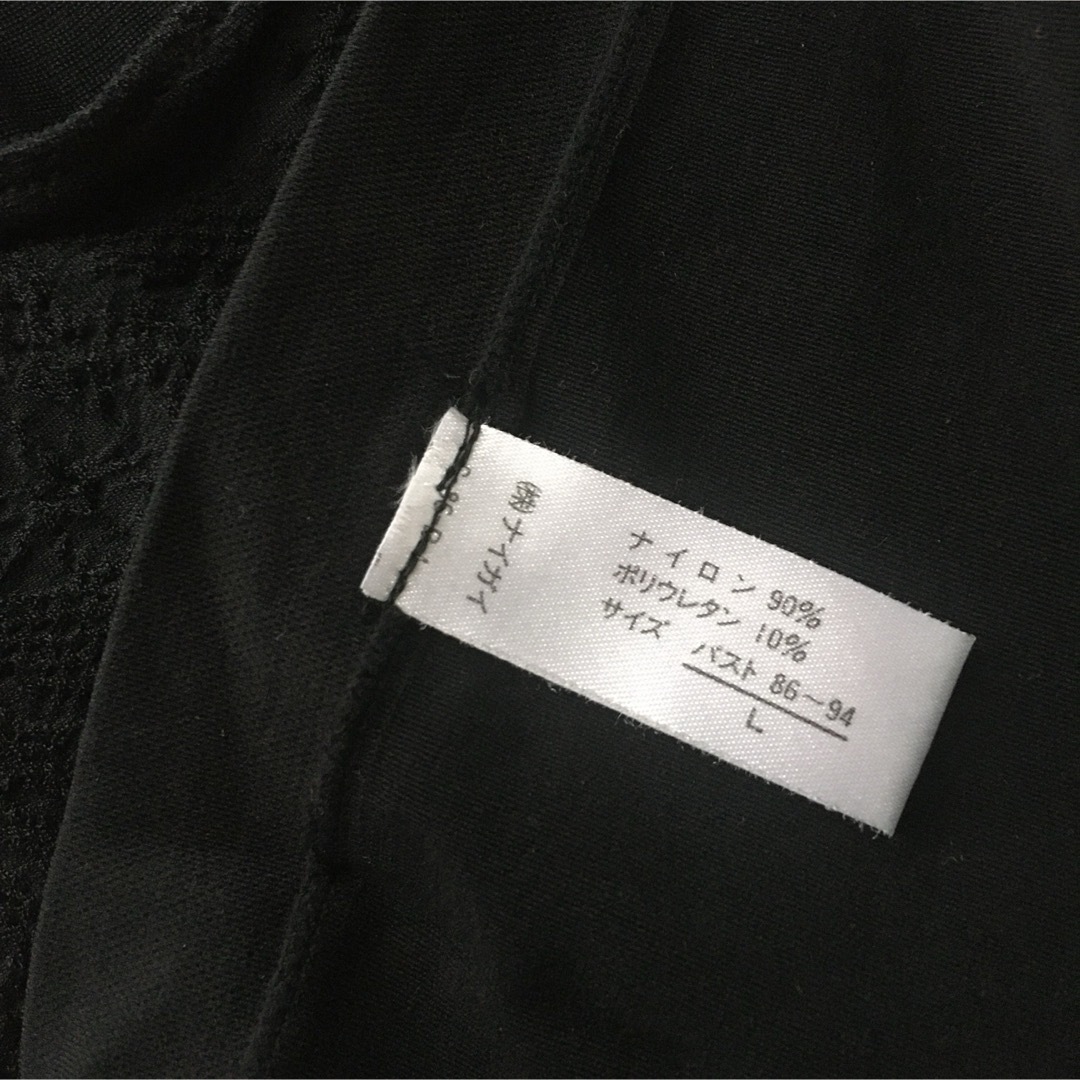 ナイロン 90%
ポリウレタン 10%
サイズ
バスト 86～94
L
㈱ナイガイ